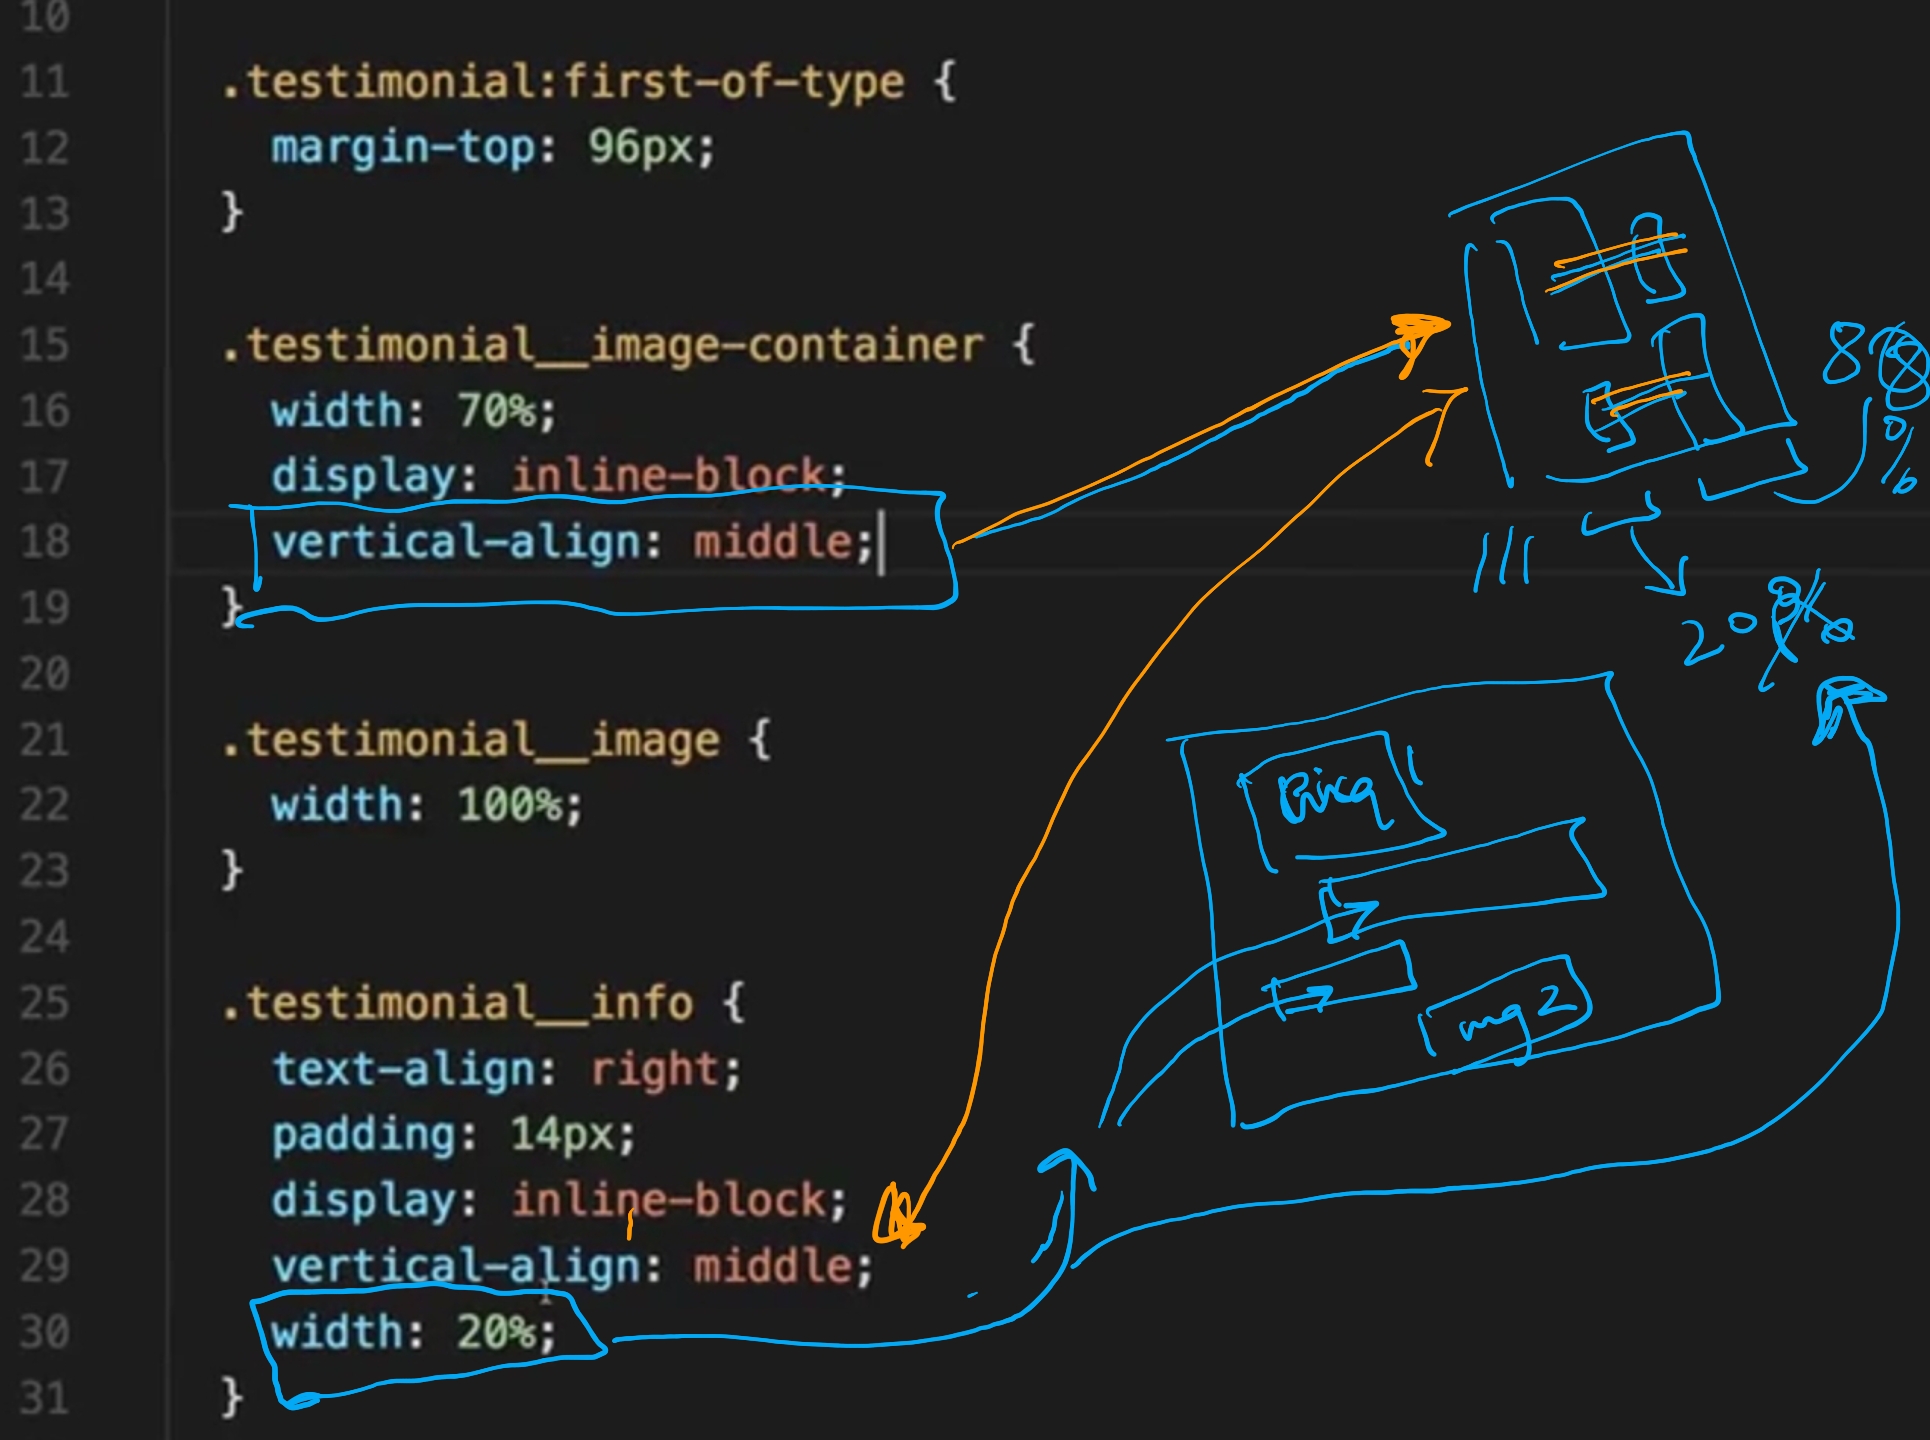 10
11 .testimonial:first-of-type {
12 margin-top: 96px;
13 }
14
15 .testimonial__image-container {
16 width: 70%;
17 display: inline-block;
18 vertical-align: middle;
19 }
20
21 .testimonial__image {
22 width: 100%;
23 }
24
25 .testimonial__info {
26 text-align: right;
27 padding: 14px;
28 display: inline-block;
29 vertical-align: middle;
30 width: 20%;
31 }
20%
img 2